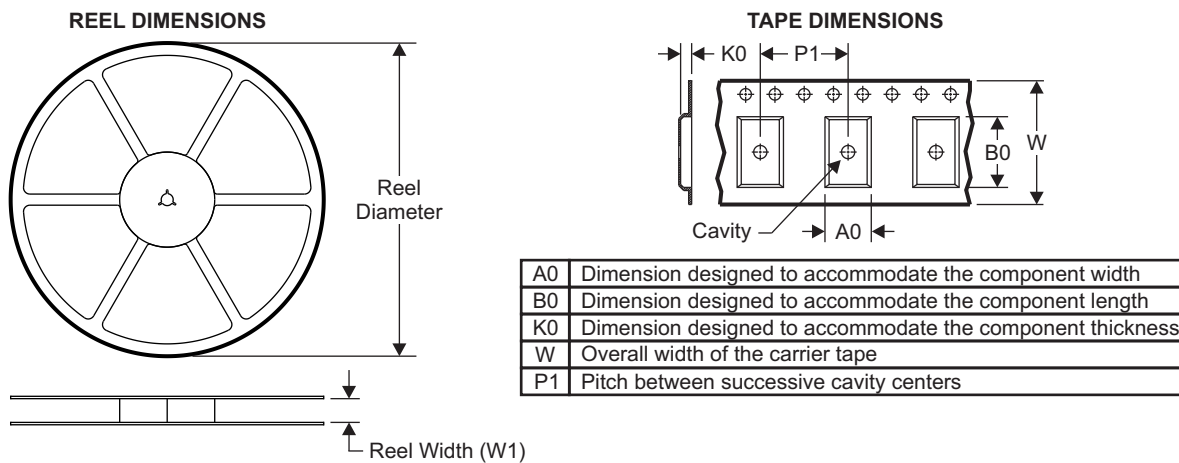 REEL DIMENSIONS
Reel
Diameter
Reel Width (W1)
TAPE DIMENSIONS
K0
P1
B0
W
Cavity
A0
A0 Dimension designed to accommodate the component width
B0 Dimension designed to accommodate the component length
K0 Dimension designed to accommodate the component thickness
W Overall width of the carrier tape
P1 Pitch between successive cavity centers